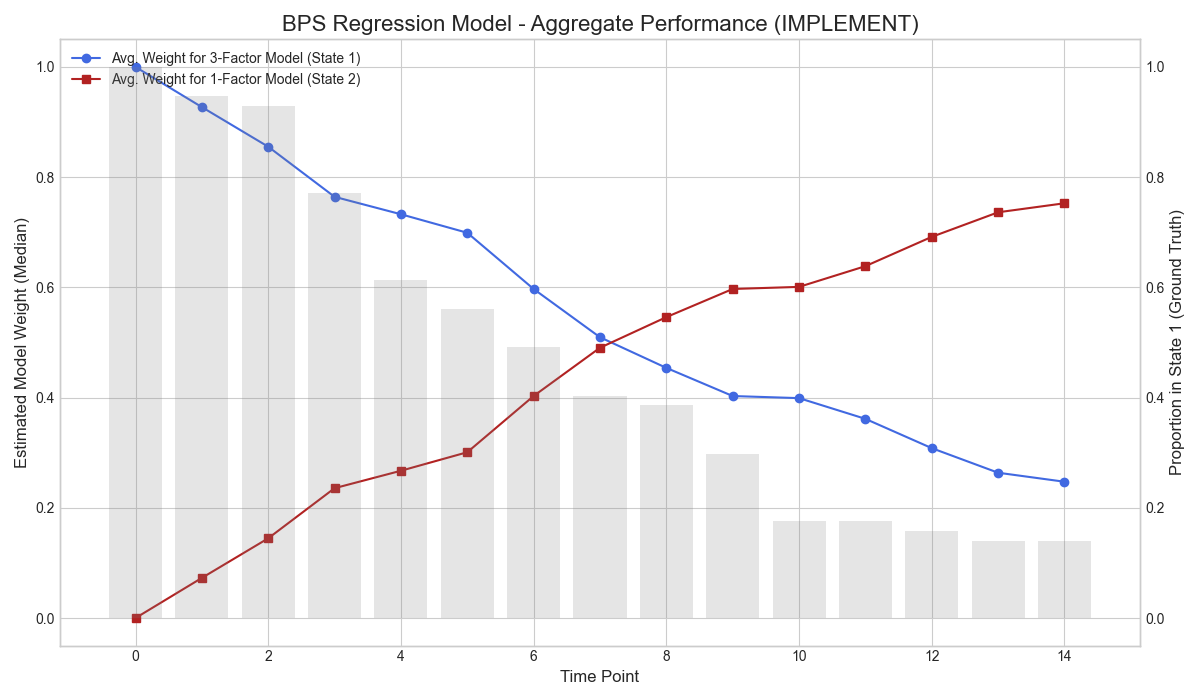 BPS Regression Model - Aggregate Performance (IMPLEMENT)
Avg. Weight for 3-Factor Model (State 1)
Avg. Weight for 1-Factor Model (State 2)
Estimated Model Weight (Median)
1.0
0.8
0.6
0.4
0.2
0.0
1.0
0.8
0.6
0.4
0.2
0.0
Proportion in State 1 (Ground Truth)
0 2 4 6 8 10 12 14
Time Point